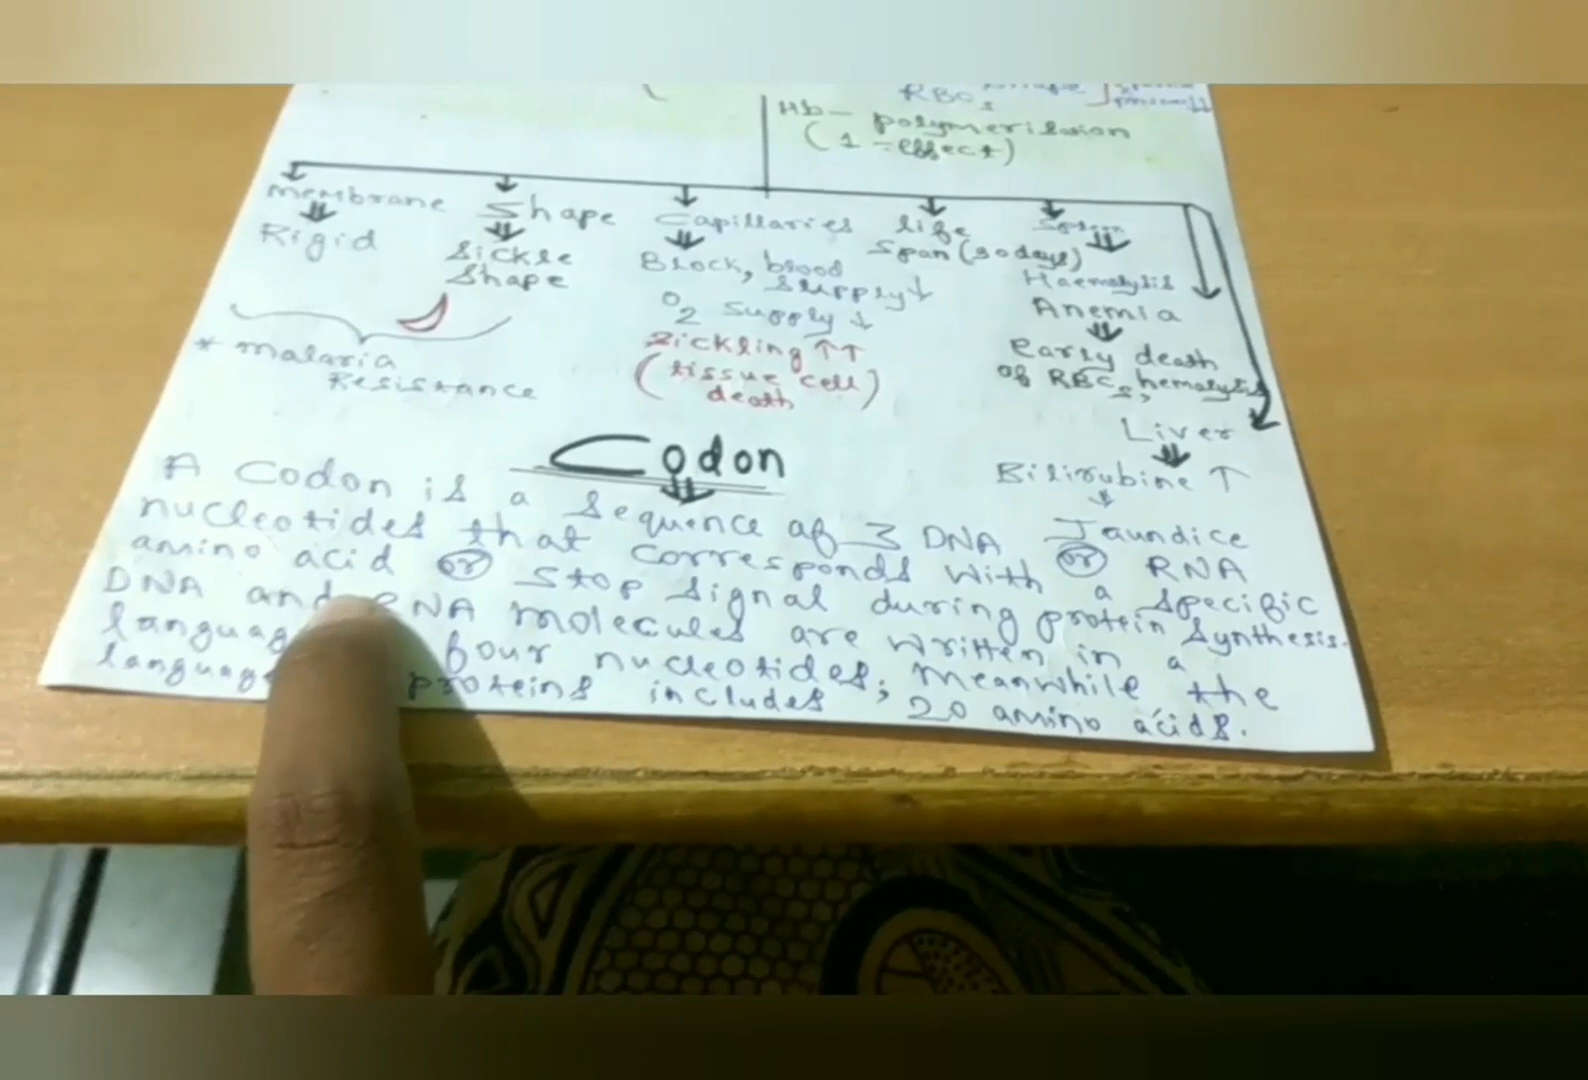 RBCs
Hb- polymerisation
(1 = effect)
Membrane
Rigid
Shape
Sickle
Shape
* Malaria
Resistance
Capillaries
Block, blood
supply↓
O2 supply ↓
Sickling ↑↑
(tissue cell
death)
life
span (30 days)
Haemolysis
Anemia
early death
of RBCs, hemolysis
Liver
Bilirubine ↑
Jaundice
Codon
A Codon is a sequence of 3 DNA or RNA
nucleotides that corresponds with a specific
amino acid or stop signal during protein synthesis.
DNA and RNA molecules are written in a
language four nucleotides; meanwhile the
language proteins includes 20 amino acids.